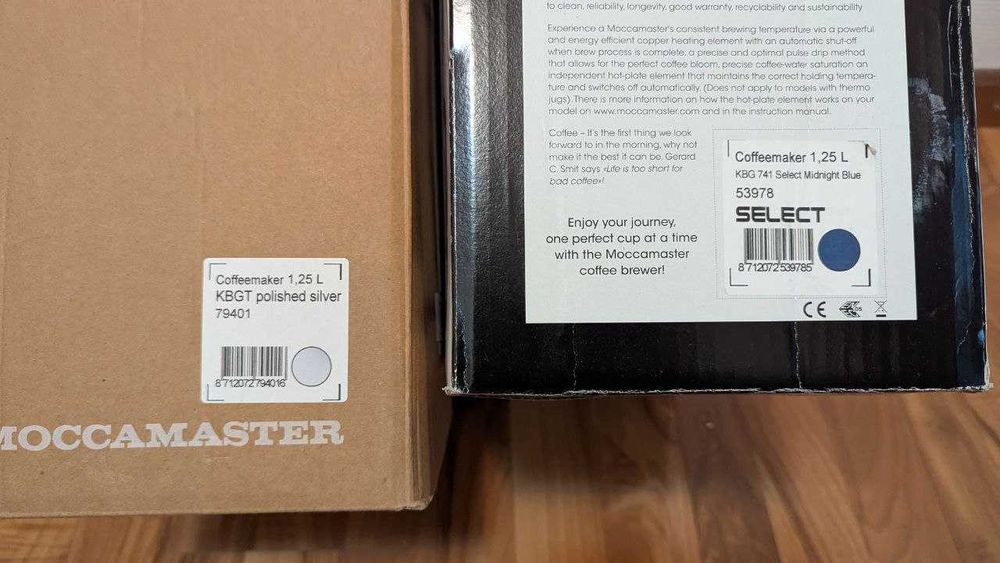 Coffeemaker 1,25 L
KBGT polished silver
79401
8 712072 794016
MOCCAMASTER
to clean, reliability, longevity, good warranty, recyclability and sustainability
Experience a Moccamaster's consistent brewing temperature via a powerful
and energy efficient copper heating element with an automatic shut-off
when brew process is complete, a precise and optimal pulse drip method
that allows for the perfect coffee bloom, precise coffee-water saturation an
independent hot-plate element that maintains the correct holding tempera-
ture and switches off automatically. (Does not apply to models with thermo
jugs). There is more information on how the hot-plate element works on your
model on www.moccamaster.com and in the instruction manual.
Coffee – It's the first thing we look
forward to in the morning, why not
make it the best it can be. Gerard
C. Smit says «Life is too short for
bad coffee»!
Enjoy your journey,
one perfect cup at a time
with the Moccamaster
coffee brewer!
Coffeemaker 1,25 L
KBG 741 Select Midnight Blue
53978
SELECT
8 712072 539785
CE